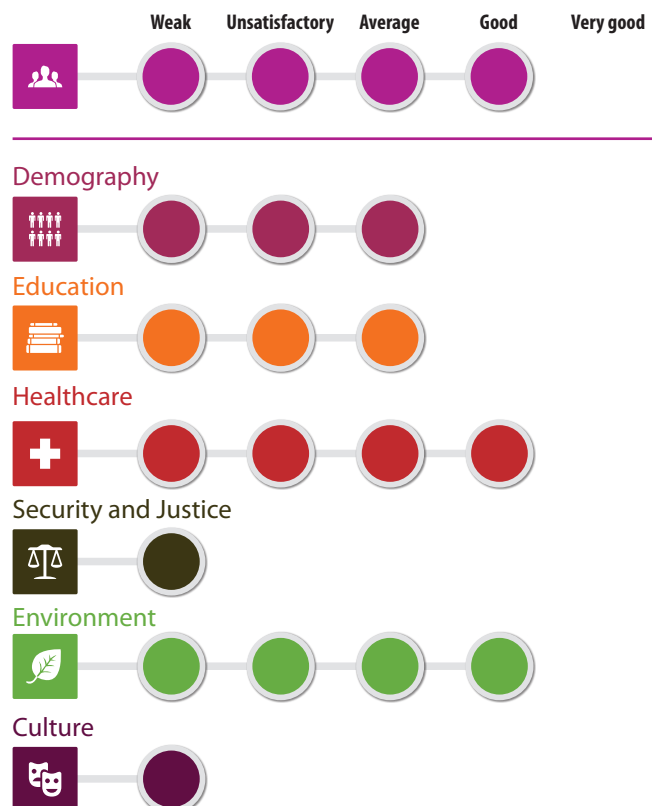 Weak Unsatisfactory Average Good Very good
Demography
Education
Healthcare
Security and Justice
Environment
Culture